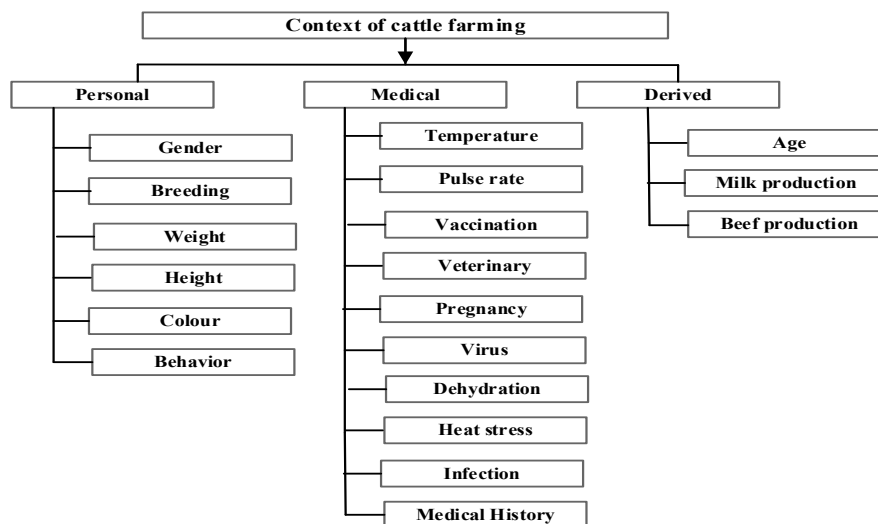 Context of cattle farming
Personal
Medical
Derived
Gender
Breeding
Weight
Height
Colour
Behavior
Temperature
Pulse rate
Vaccination
Veterinary
Pregnancy
Virus
Dehydration
Heat stress
Infection
Medical History
Age
Milk production
Beef production